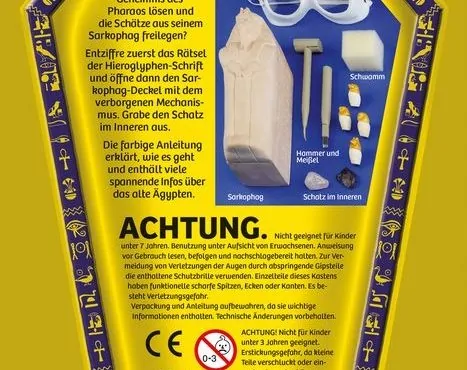 Geheimnis des
Pharaos lösen und
die Schätze aus seinem
Sarkophag freilegen?
Entziffre zuerst das Rätsel
der Hieroglyphen-Schrift
und öffne dann den Sar-
kophag-Deckel mit dem
verborgenen Mechanis-
mus. Grabe den Schatz
im Inneren aus.
Die farbige Anleitung
erklärt, wie es geht
und enthält viele
spannende Infos über
das alte Ägypten.
Schwamm
Hammer und
Meißel
Sarkophag
Schatz im Inneren
ACHTUNG. Nicht geeignet für Kinder
unter 7 Jahren. Benutzung unter Aufsicht von Erwachsenen. Anweisung
vor Gebrauch lesen, befolgen und nachschlagebereit halten. Zur Ver-
meidung von Verletzungen der Augen durch abspringende Gipsteile
die enthaltene Schutzbrille verwenden. Einzelteile dieses Kastens
haben funktionelle scharfe Spitzen, Ecken oder Kanten. Es be-
steht Verletzungsgefahr.
Verpackung und Anleitung aufbewahren, da sie wichtige
Informationen enthalten. Technische Änderungen vorbehalten.
CE
0-3
ACHTUNG! Nicht für Kinder
unter 3 Jahren geeignet.
Erstickungsgefahr, da kleine
Teile verschluckt oder ein-